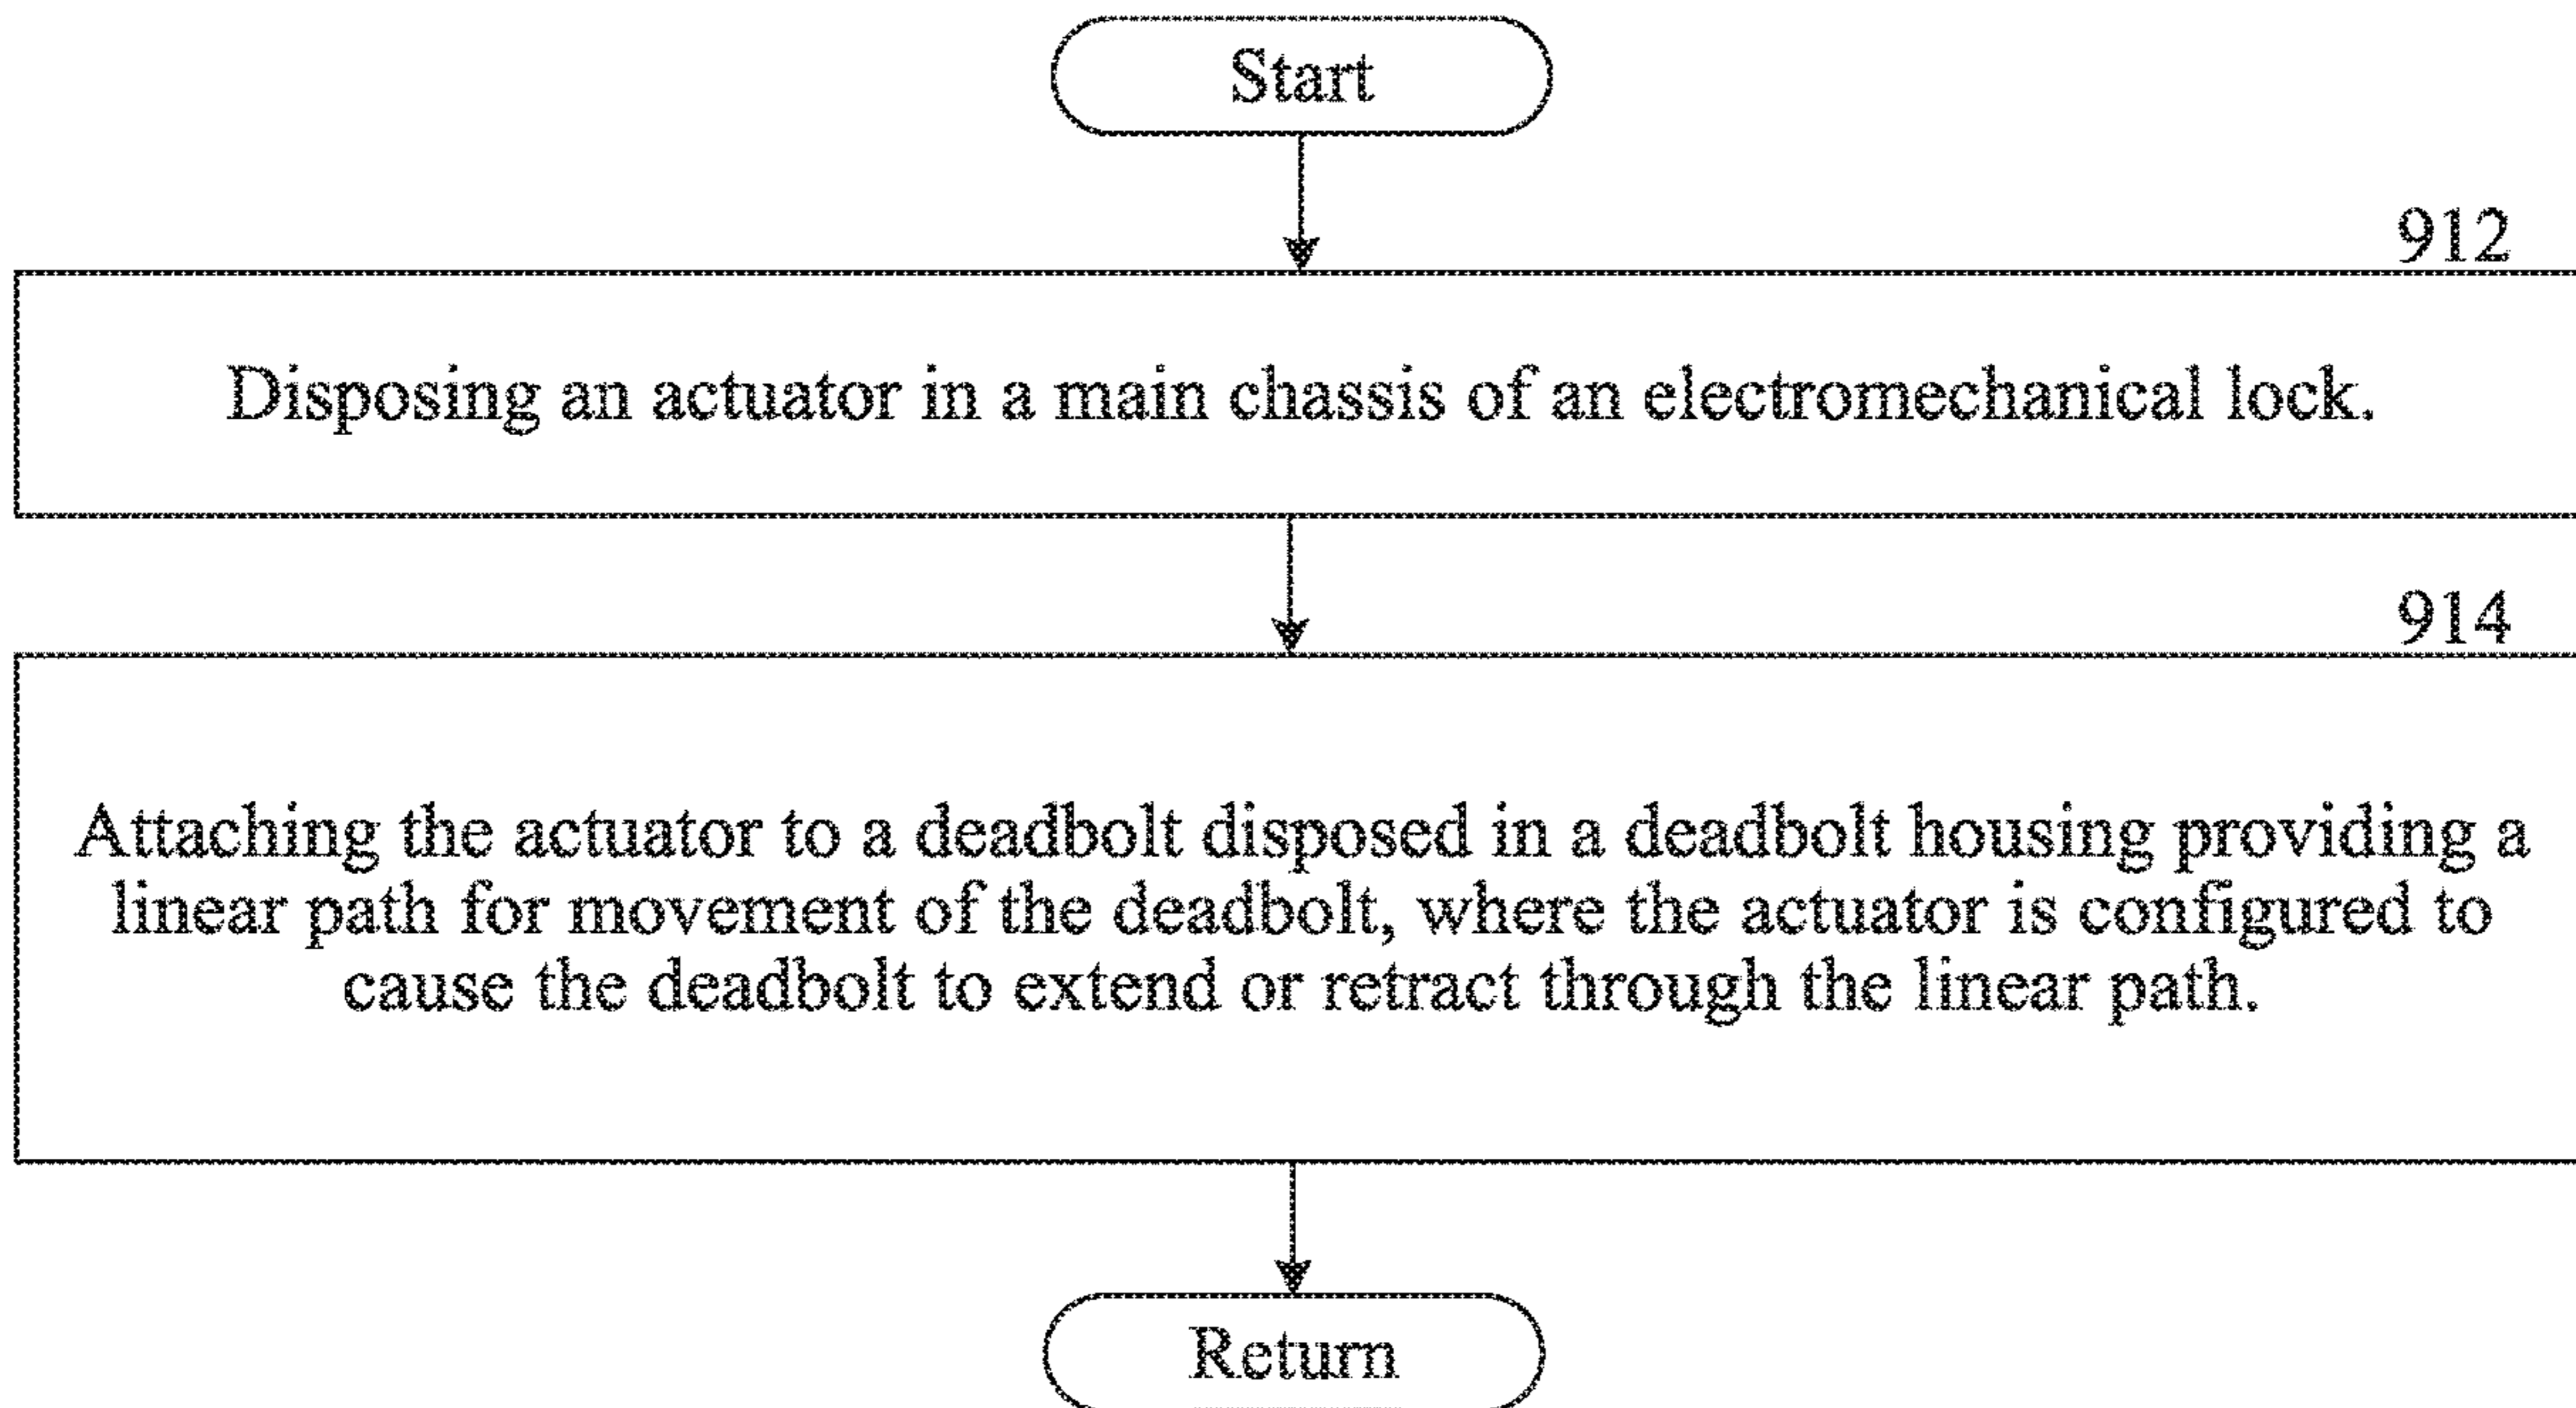 Start
912
Disposing an actuator in a main chassis of an electromechanical lock.
914
Attaching the actuator to a deadbolt disposed in a deadbolt housing providing a
linear path for movement of the deadbolt, where the actuator is configured to
cause the deadbolt to extend or retract through the linear path.
Return